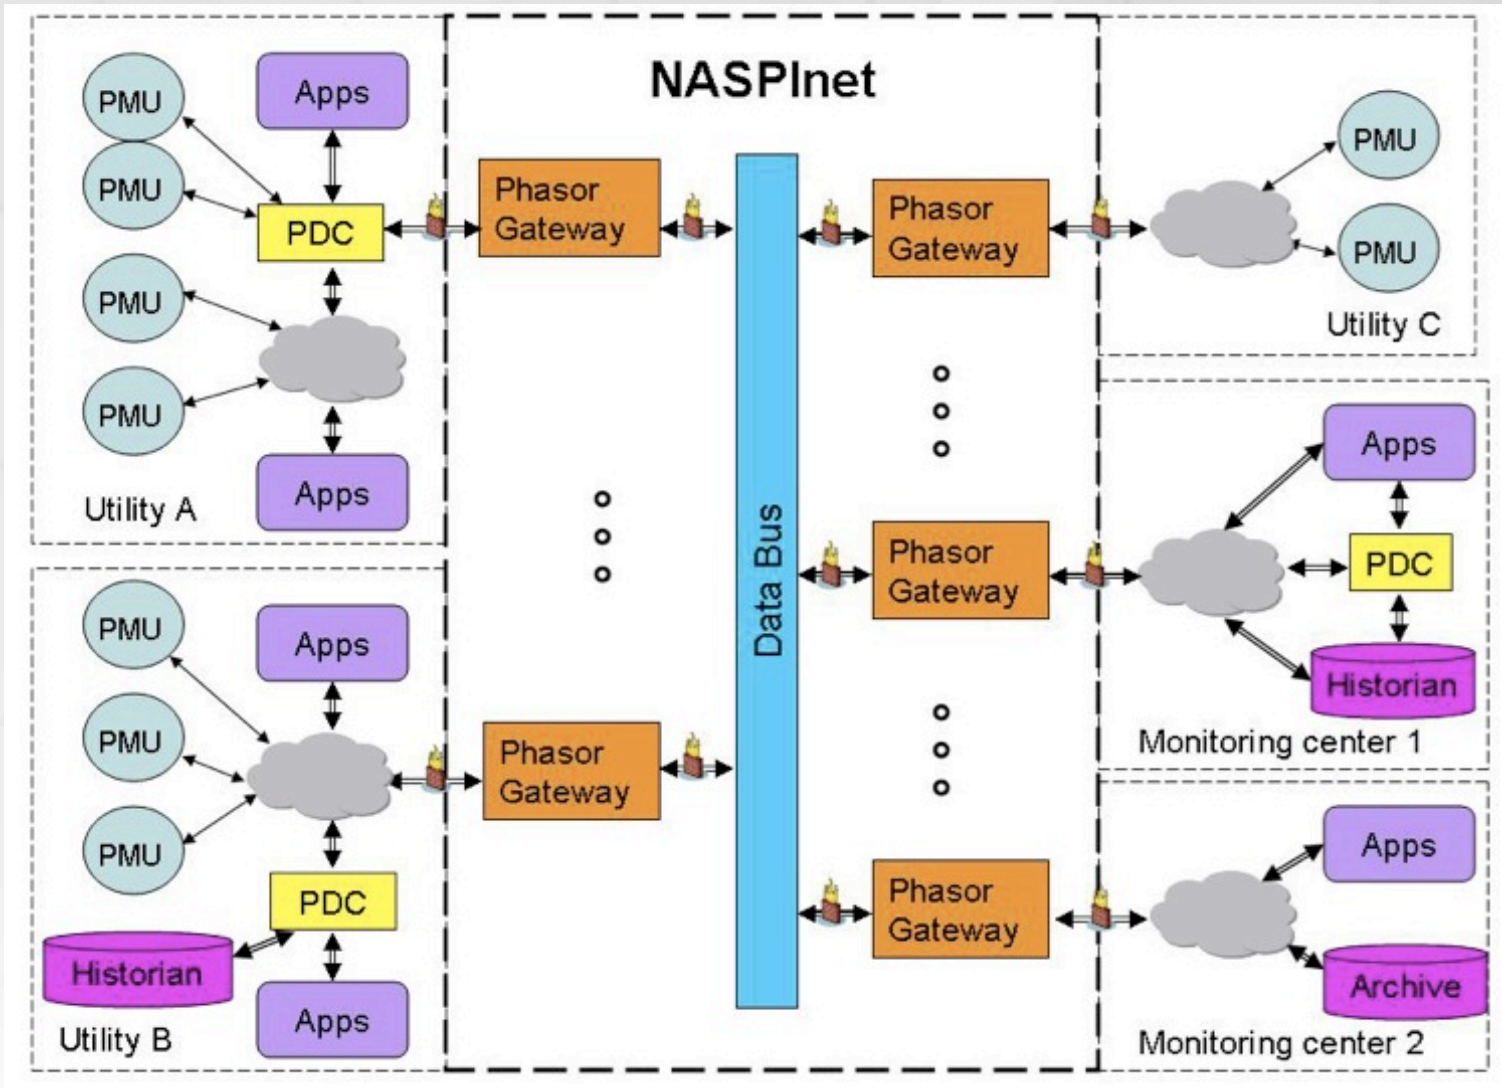 NASPInet
PMU
Apps
PMU
PDC
PMU
PMU
Apps
Utility A
PMU
Apps
PMU
PMU
PDC
Historian
Apps
Utility B
Phasor
Gateway
Phasor
Gateway
Data Bus
Phasor
Gateway
Phasor
Gateway
Phasor
Gateway
PMU
PMU
Utility C
Apps
PDC
Historian
Monitoring center 1
Apps
Archive
Monitoring center 2